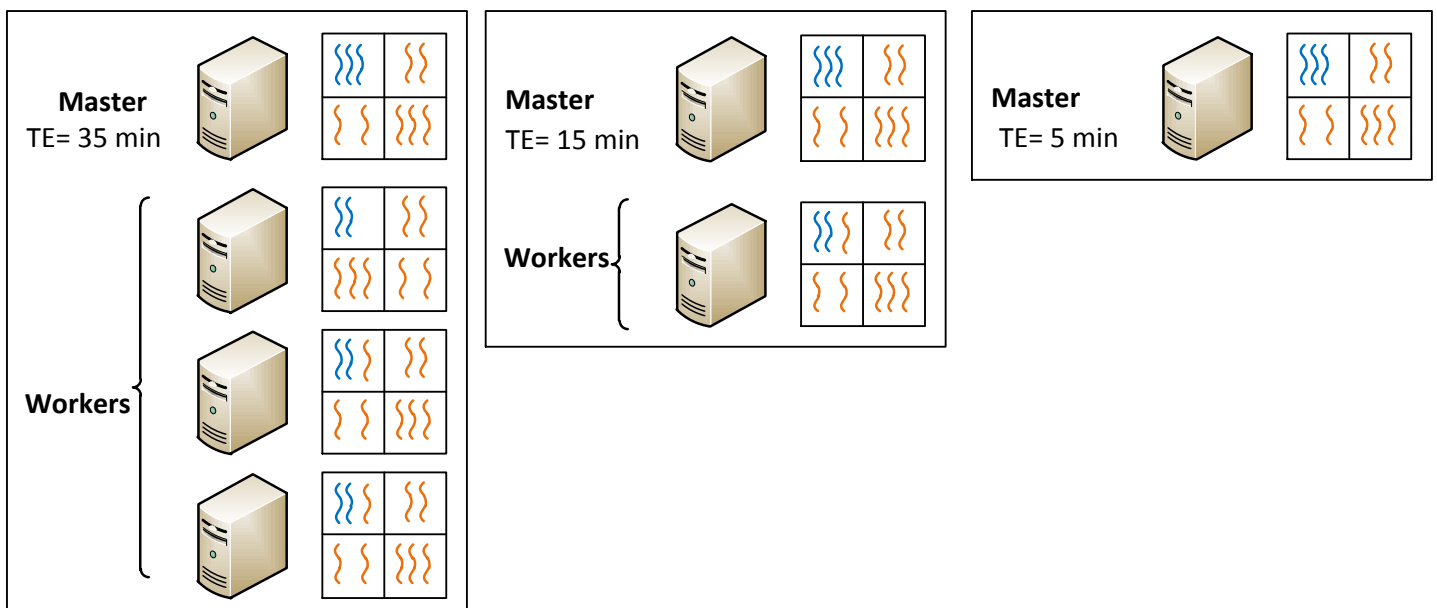 Master
TE= 35 min
Workers
Master
TE= 15 min
Workers
Master
TE= 5 min